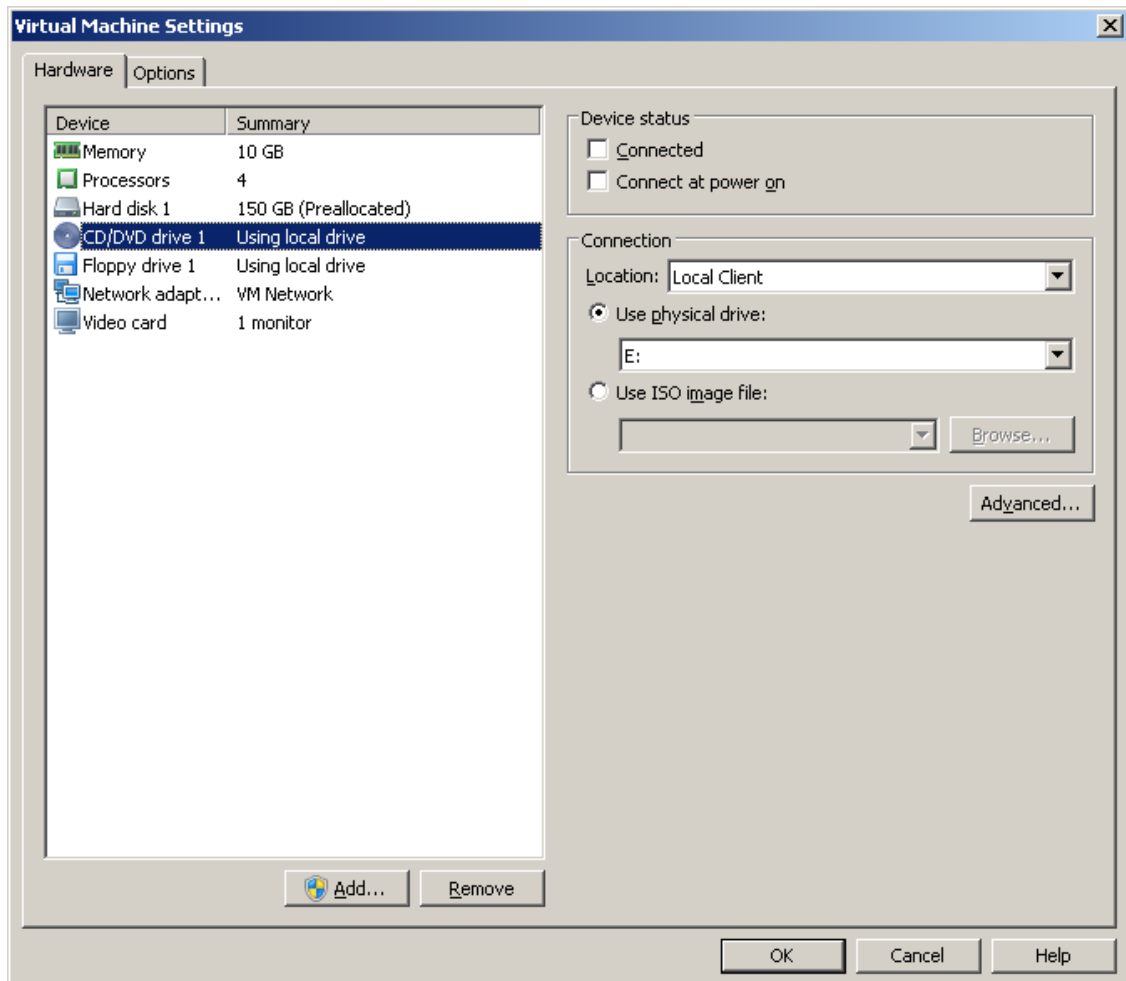 Virtual Machine Settings
Hardware
Options
Device Summary
Memory 10 GB
Processors 4
Hard disk 1 150 GB (Preallocated)
CD/DVD drive 1 Using local drive
Floppy drive 1 Using local drive
Network adapt... VM Network
Video card 1 monitor
Add...
Remove
Device status
Connected
Connect at power on
Connection
Location: Local Client
Use physical drive:
E:
Use ISO image file:
Browse...
Advanced...
OK
Cancel
Help